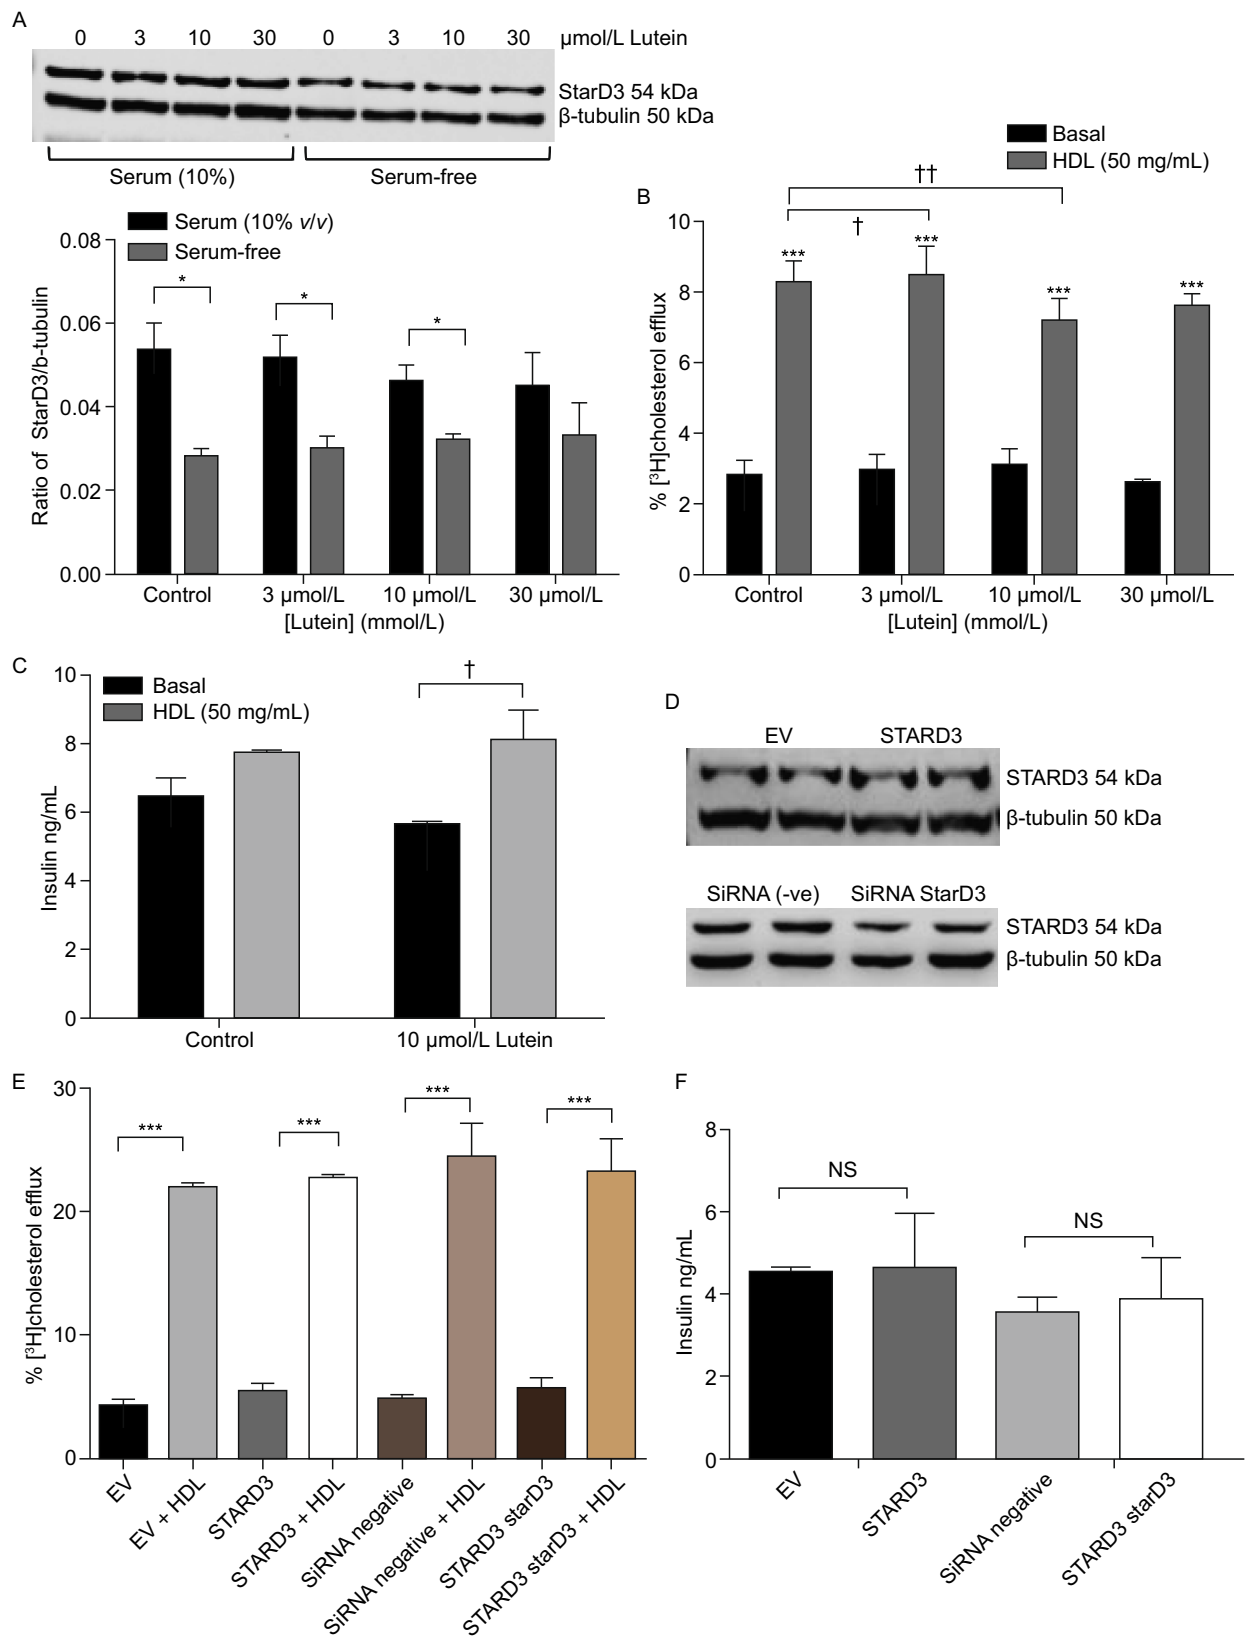 A
0 3 10 30 0 3 10 30 µmol/L Lutein
StarD3 54 kDa
β-tubulin 50 kDa
Serum (10%) Serum-free
Serum (10% v/v)
Serum-free
Ratio of StarD3/b-tubulin
0.08
0.06
0.04
0.02
0.00
* * *
Control 3 µmol/L 10 µmol/L 30 µmol/L
[Lutein] (mmol/L)
B
Basal
HDL (50 mg/mL)
††
†
*** *** *** ***
% [³H]cholesterol efflux
10
8
6
4
2
0
Control 3 µmol/L 10 µmol/L 30 µmol/L
[Lutein] (mmol/L)
C
Basal
HDL (50 mg/mL)
†
Insulin ng/mL
10
8
6
4
2
0
Control 10 µmol/L Lutein
D
EV STARD3
STARD3 54 kDa
β-tubulin 50 kDa
SiRNA (-ve) SiRNA StarD3
STARD3 54 kDa
β-tubulin 50 kDa
E
% [³H]cholesterol efflux
30
20
10
0
*** *** *** ***
EV
EV + HDL
STARD3
STARD3 + HDL
SiRNA negative
SiRNA negative + HDL
STARD3 starD3
STARD3 starD3 + HDL
F
Insulin ng/mL
8
6
4
2
0
NS NS
EV
STARD3
SiRNA negative
STARD3 starD3